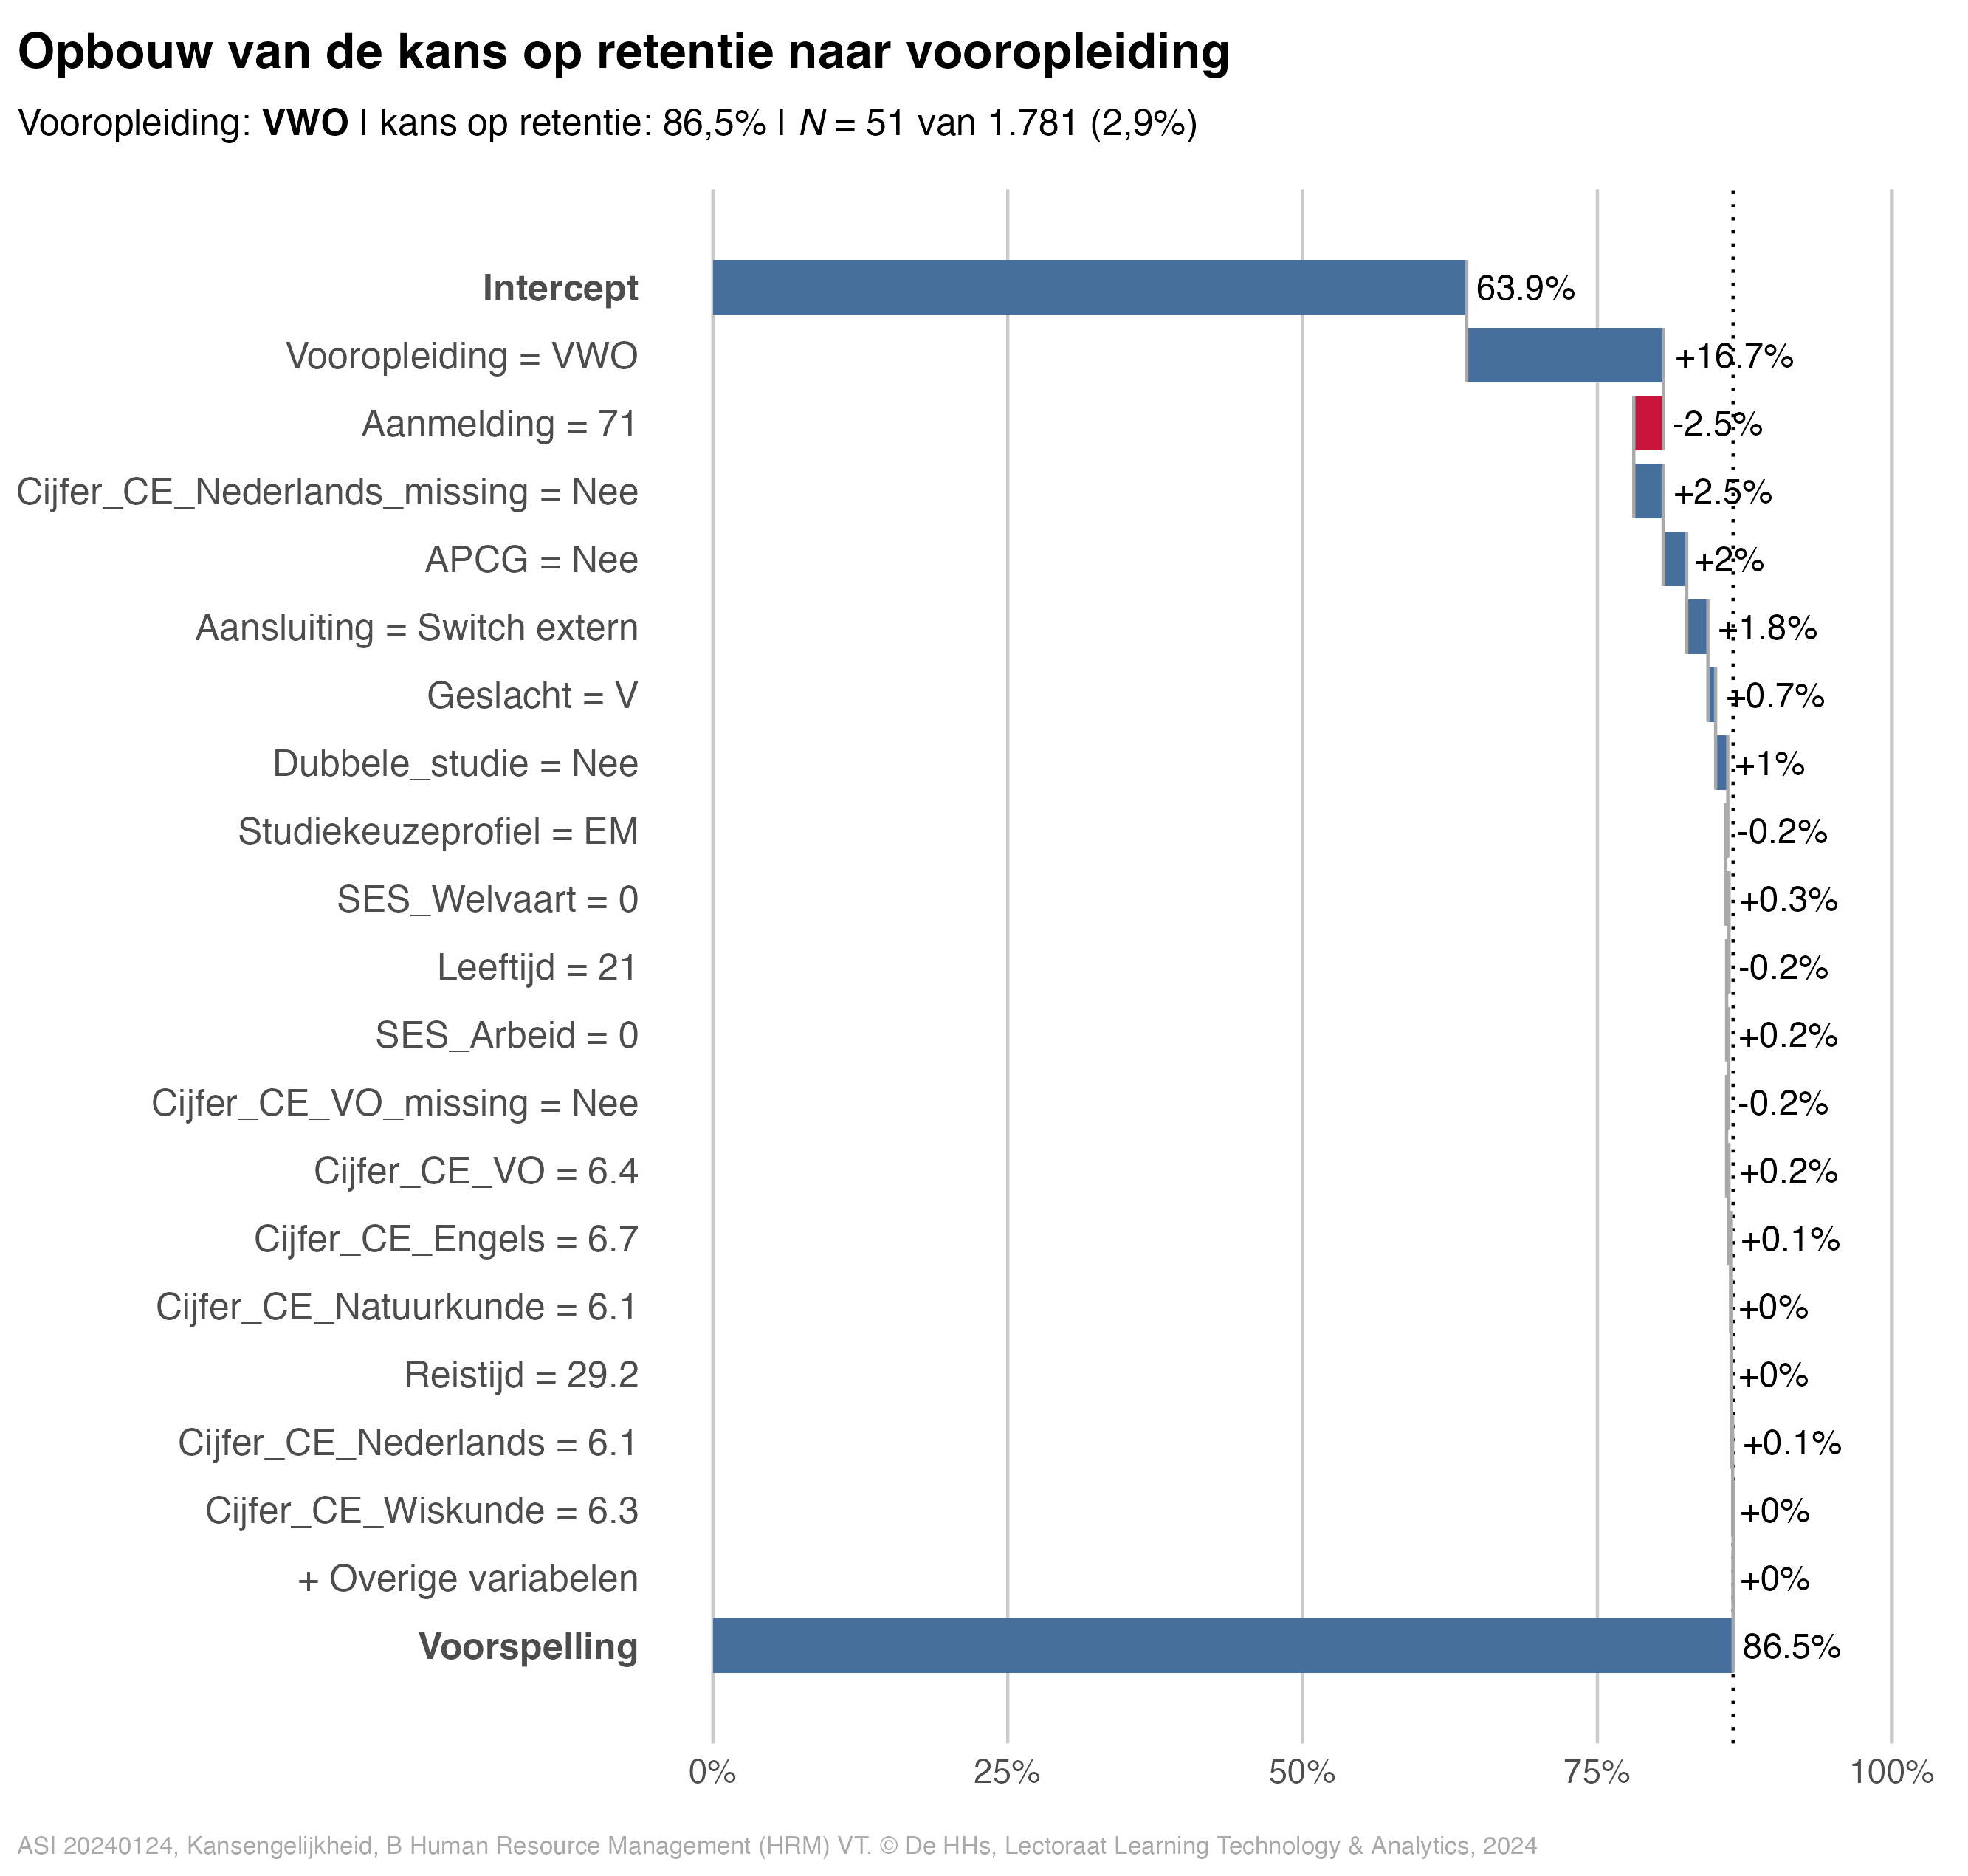 Opbouw van de kans op retentie naar vooropleiding
Vooropleiding: VWO | kans op retentie: 86,5% | N = 51 van 1.781 (2,9%)
Intercept 63.9%
Vooropleiding = VWO +16.7%
Aanmelding = 71 -2.5%
Cijfer_CE_Nederlands_missing = Nee +2.5%
APCG = Nee +2%
Aansluiting = Switch extern +1.8%
Geslacht = V +0.7%
Dubbele_studie = Nee +1%
Studiekeuzeprofiel = EM -0.2%
SES_Welvaart = 0 +0.3%
Leeftijd = 21 -0.2%
SES_Arbeid = 0 +0.2%
Cijfer_CE_VO_missing = Nee -0.2%
Cijfer_CE_VO = 6.4 +0.2%
Cijfer_CE_Engels = 6.7 +0.1%
Cijfer_CE_Natuurkunde = 6.1 +0%
Reistijd = 29.2 +0%
Cijfer_CE_Nederlands = 6.1 +0.1%
Cijfer_CE_Wiskunde = 6.3 +0%
+ Overige variabelen +0%
Voorspelling 86.5%
0% 25% 50% 75% 100%
ASI 20240124, Kansengelijkheid, B Human Resource Management (HRM) VT. © De HHs, Lectoraat Learning Technology & Analytics, 2024